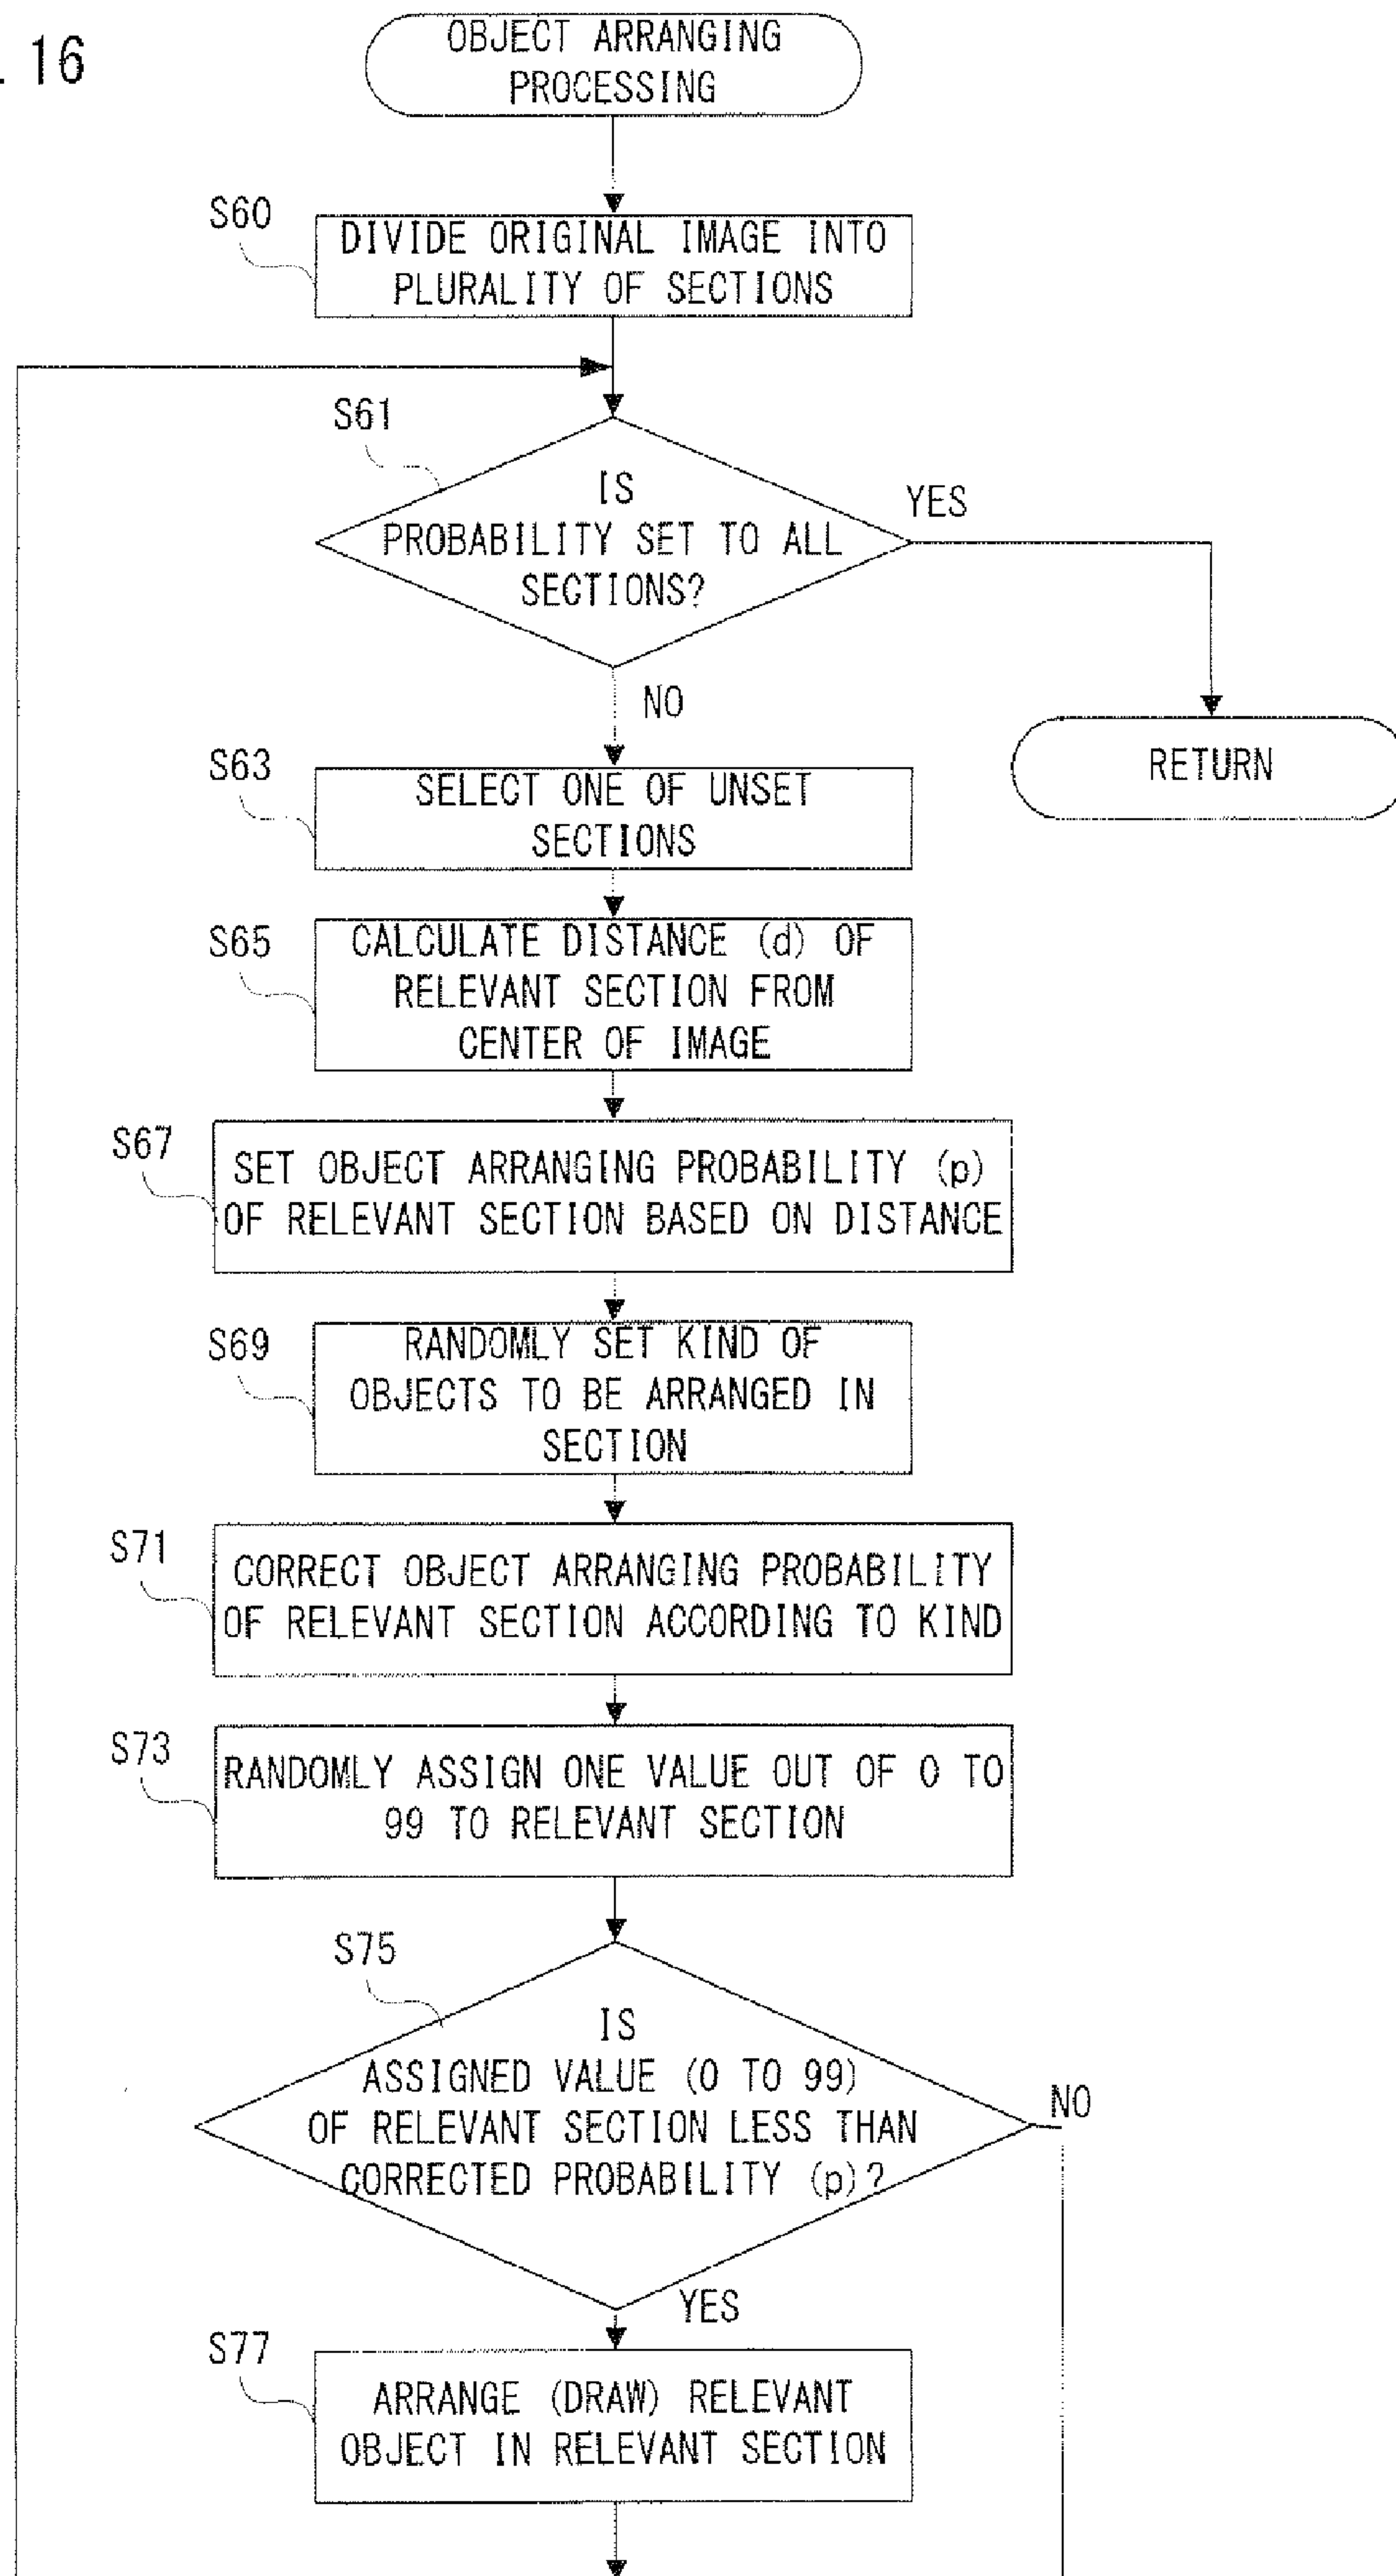 . 16
OBJECT ARRANGING
PROCESSING
S60
DIVIDE ORIGINAL IMAGE INTO
PLURALITY OF SECTIONS
S61
IS
PROBABILITY SET TO ALL
SECTIONS?
YES
NO
RETURN
S63
SELECT ONE OF UNSET
SECTIONS
S65
CALCULATE DISTANCE (d) OF
RELEVANT SECTION FROM
CENTER OF IMAGE
S67
SET OBJECT ARRANGING PROBABILITY (p)
OF RELEVANT SECTION BASED ON DISTANCE
S69
RANDOMLY SET KIND OF
OBJECTS TO BE ARRANGED IN
SECTION
S71
CORRECT OBJECT ARRANGING PROBABILITY
OF RELEVANT SECTION ACCORDING TO KIND
S73
RANDOMLY ASSIGN ONE VALUE OUT OF 0 TO
99 TO RELEVANT SECTION
S75
IS
ASSIGNED VALUE (0 TO 99)
OF RELEVANT SECTION LESS THAN
CORRECTED PROBABILITY (p)?
NO
YES
S77
ARRANGE (DRAW) RELEVANT
OBJECT IN RELEVANT SECTION